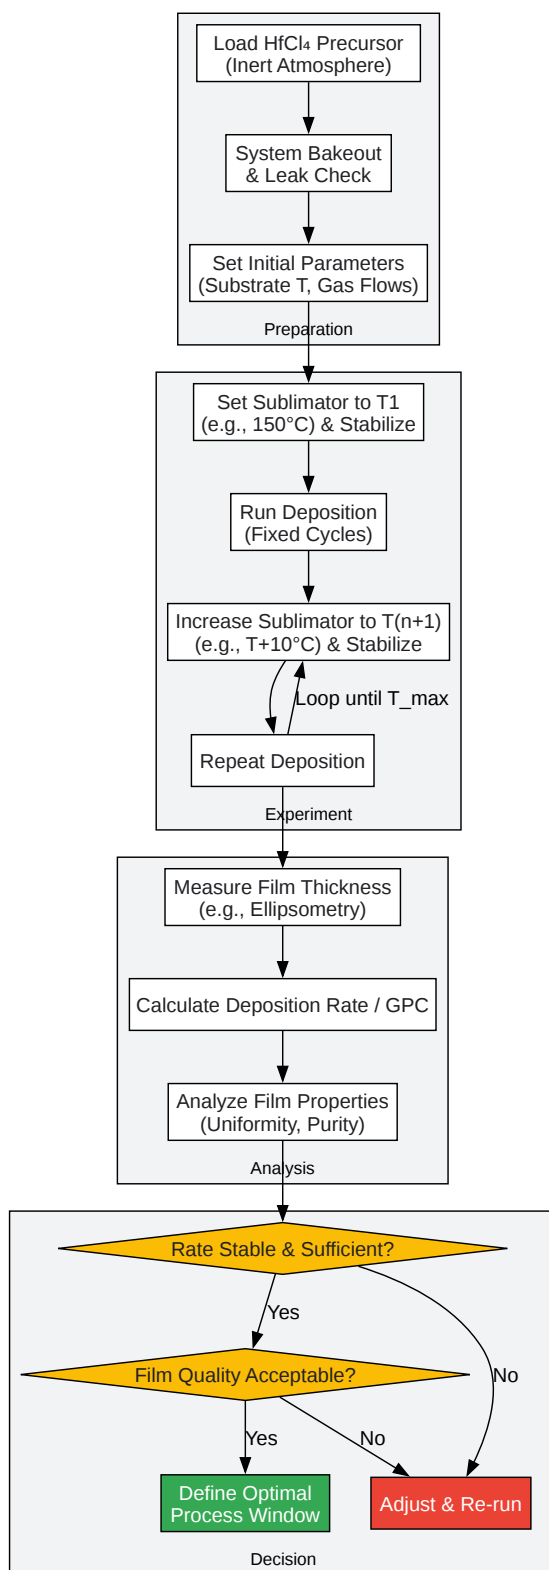 Load HfCl₄ Precursor
(Inert Atmosphere)
System Bakeout
& Leak Check
Set Initial Parameters
(Substrate T, Gas Flows)
Preparation
Set Sublimator to T1
(e.g., 150°C) & Stabilize
Run Deposition
(Fixed Cycles)
Increase Sublimator to T(n+1)
(e.g., T+10°C) & Stabilize
Loop until T_max
Repeat Deposition
Experiment
Measure Film Thickness
(e.g., Ellipsometry)
Calculate Deposition Rate / GPC
Analyze Film Properties
(Uniformity, Purity)
Analysis
Rate Stable & Sufficient?
Yes
Film Quality Acceptable?
No
Yes
No
Define Optimal
Process Window
Adjust & Re-run
Decision